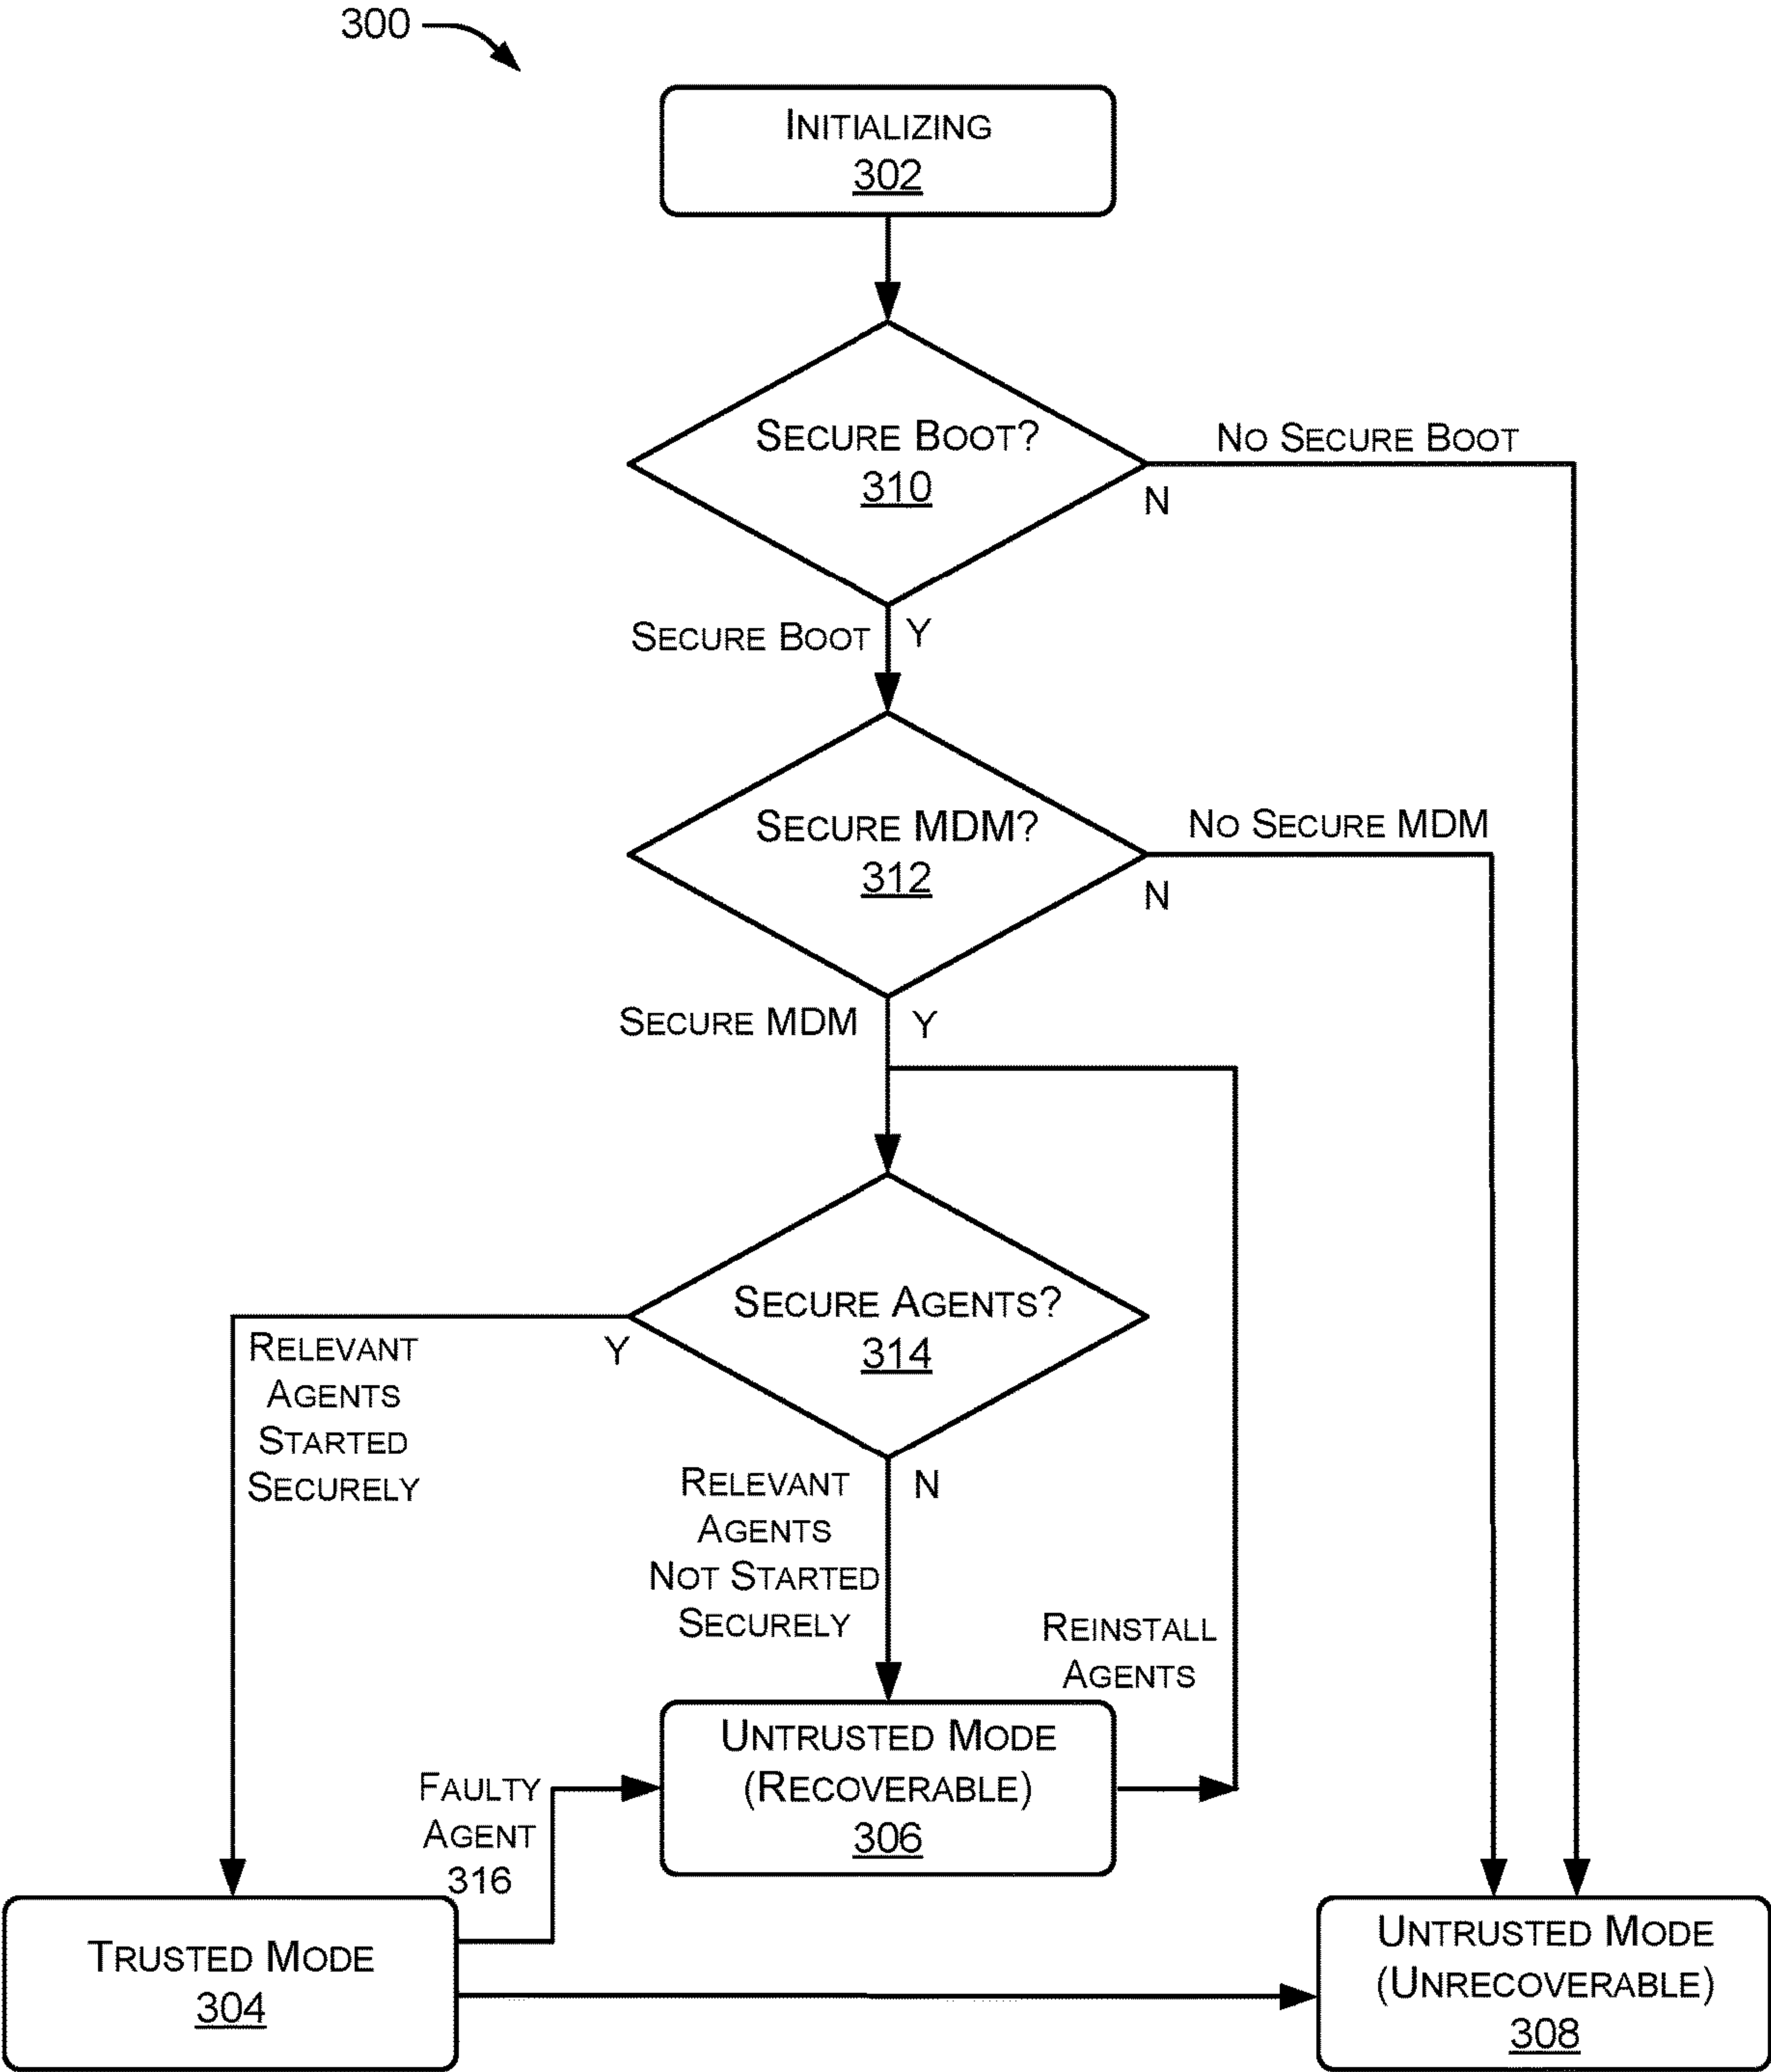 300
INITIALIZING
302
SECURE BOOT?
310
NO SECURE BOOT
N
SECURE BOOT
Y
SECURE MDM?
312
NO SECURE MDM
N
SECURE MDM
Y
SECURE AGENTS?
314
Y
RELEVANT
AGENTS
STARTED
SECURELY
N
RELEVANT
AGENTS
NOT STARTED
SECURELY
REINSTALL
AGENTS
UNTRUSTED MODE
(RECOVERABLE)
306
FAULTY
AGENT
316
TRUSTED MODE
304
UNTRUSTED MODE
(UNRECOVERABLE)
308